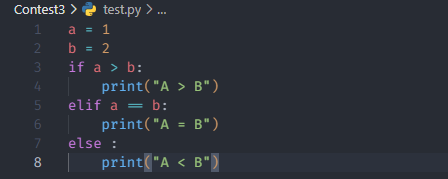 Contest3 > test.py > ...
1 a = 1
2 b = 2
3 if a > b:
4     print("A > B")
5 elif a == b:
6     print("A = B")
7 else :
8     print("A < B")